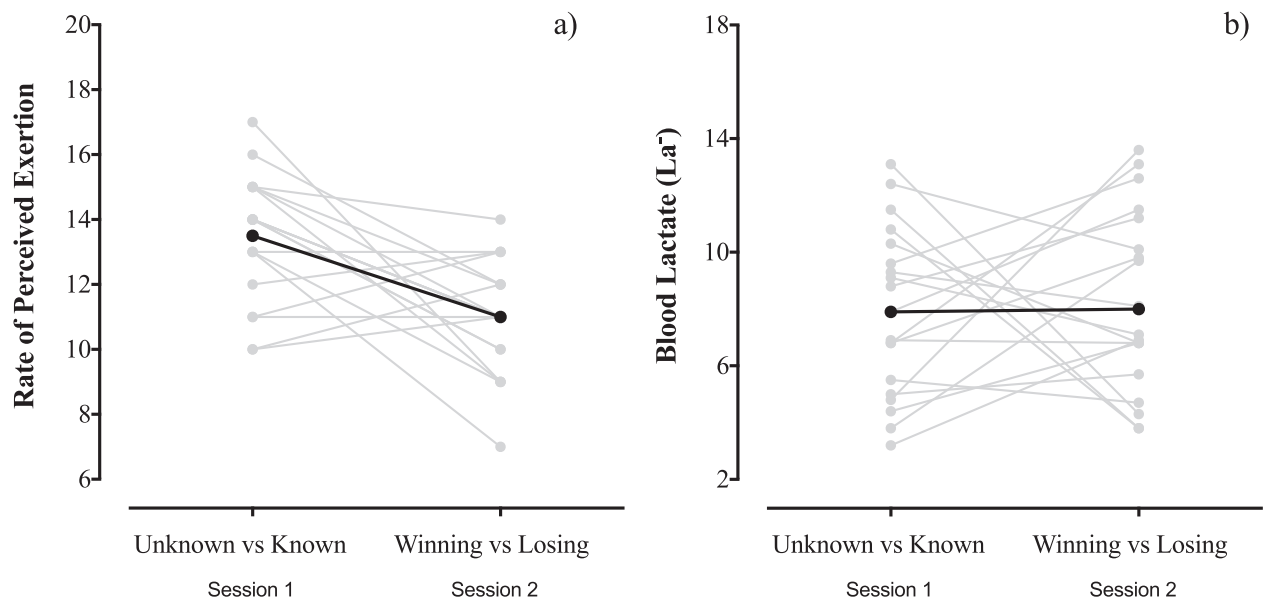 a)
Rate of Perceived Exertion
20
18
16
14
12
10
8
6
Unknown vs Known
Winning vs Losing
Session 1
Session 2
b)
Blood Lactate (La⁻)
18
14
10
6
2
Unknown vs Known
Winning vs Losing
Session 1
Session 2